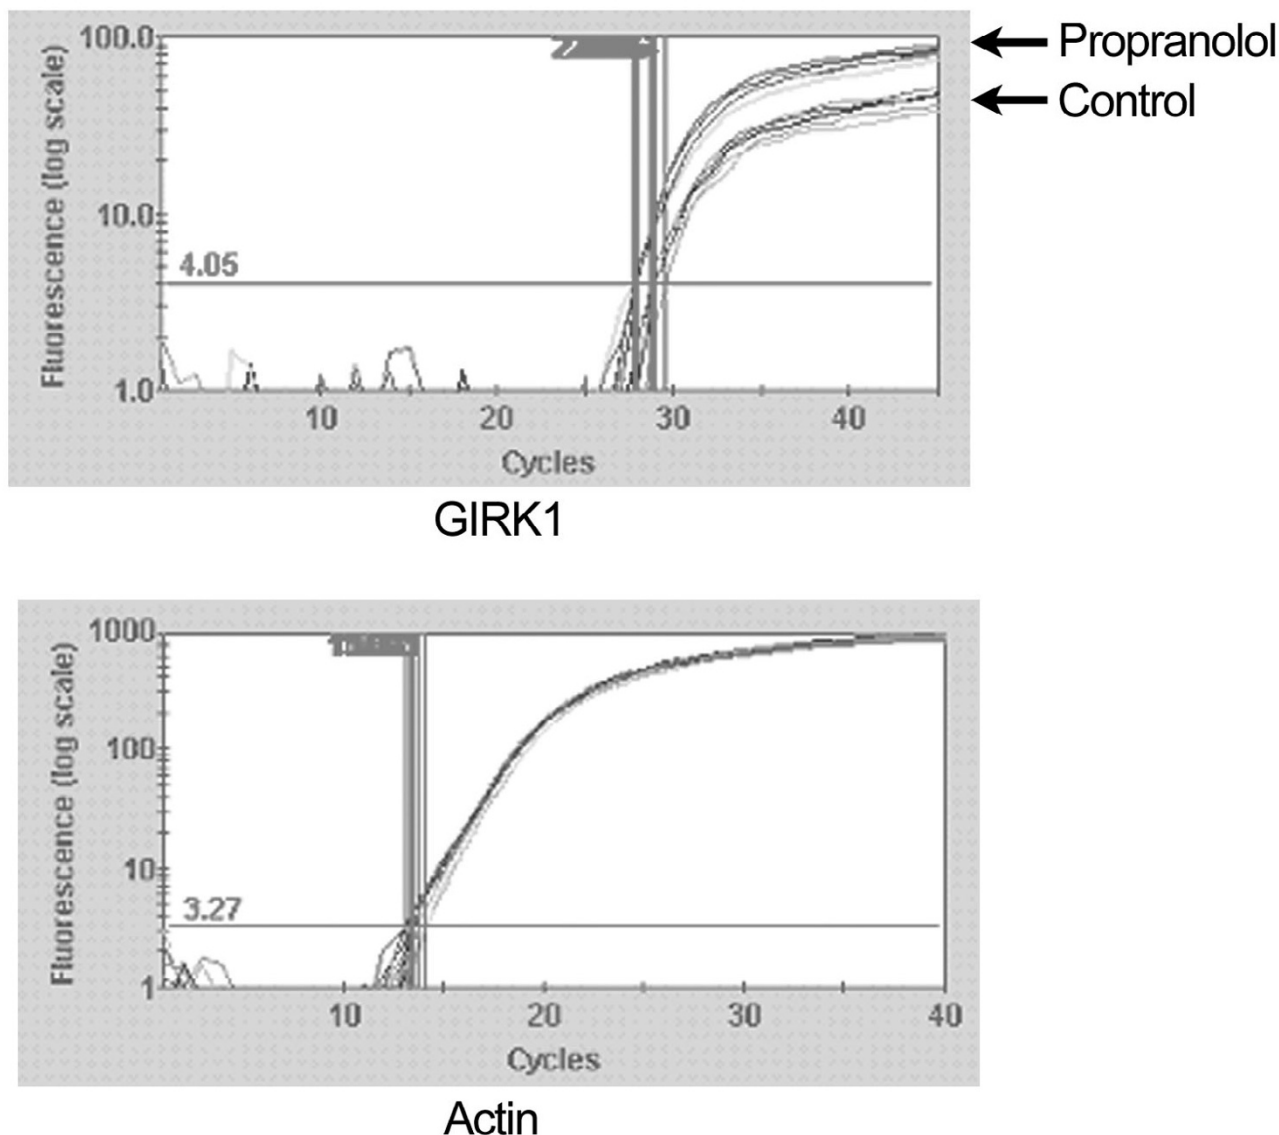 100.0
Propranolol
Control
Fluorescence (log scale)
10.0
4.05
1.0
10 20 30 40
Cycles
GIRK1
1000
Fluorescence (log scale)
100
10
3.27
1
10 20 30 40
Cycles
Actin